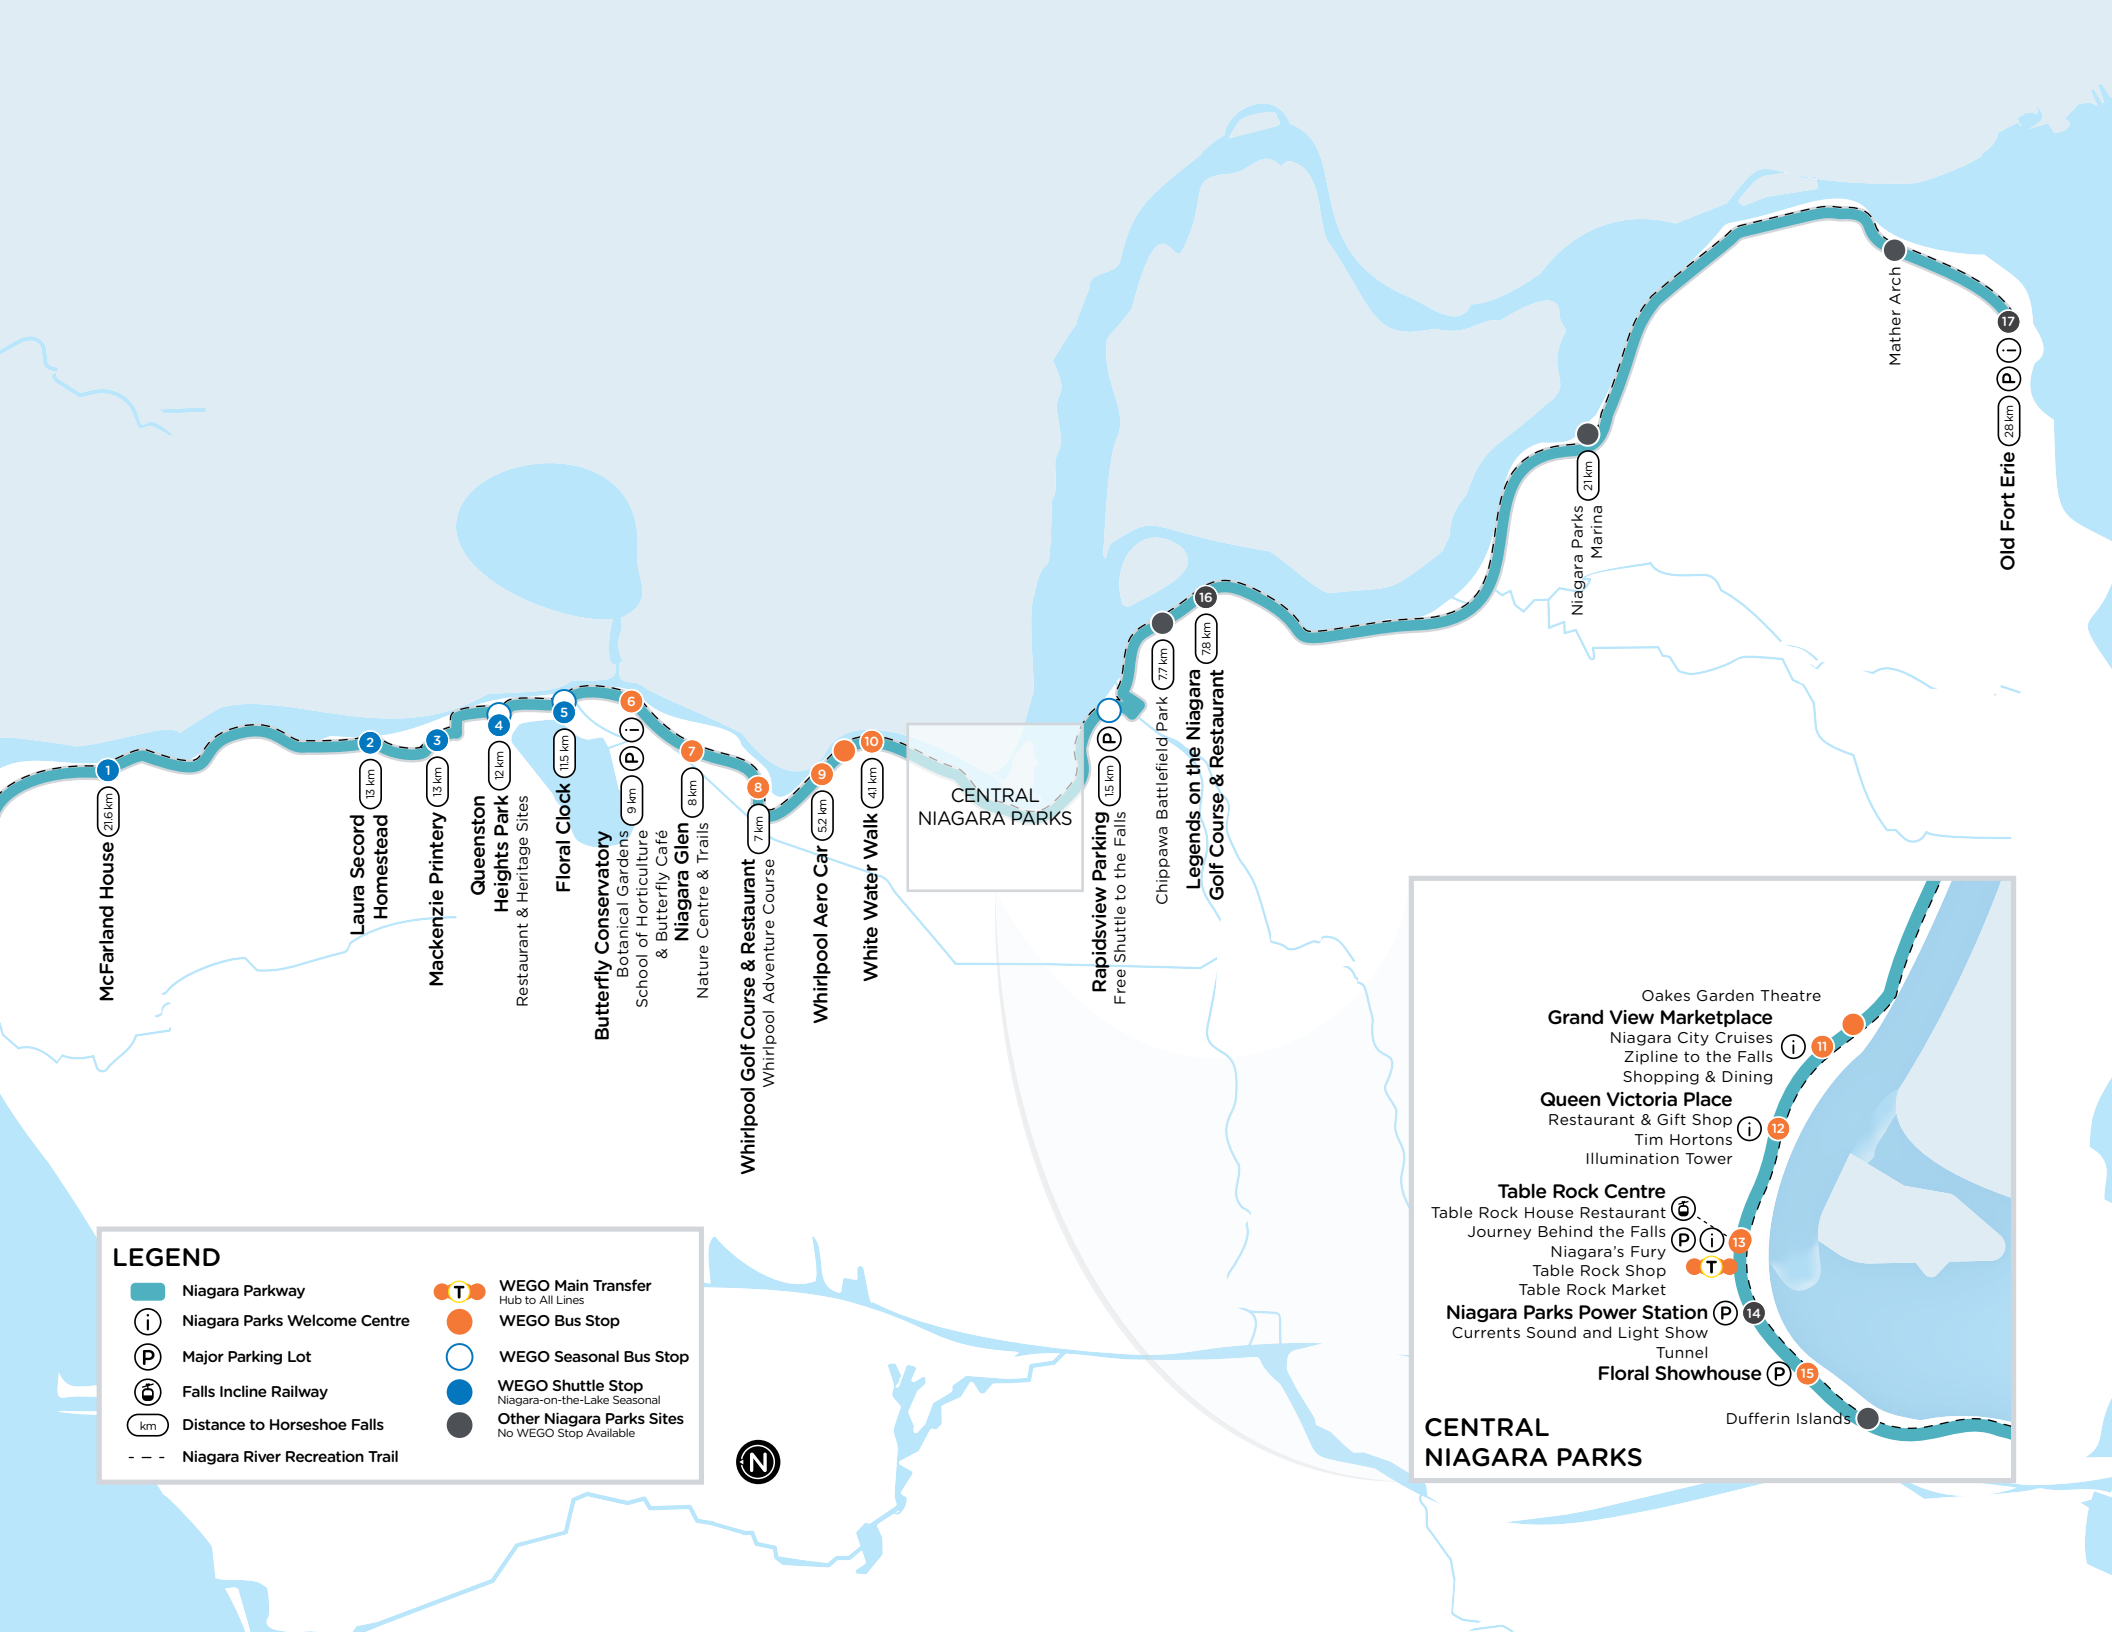 1
21.6 km
McFarland House
2
13 km
Laura Secord
Homestead
3
13 km
Mackenzie Printery
4
12 km
Queenston
Heights Park
Restaurant & Heritage Sites
5
11.5 km
Floral Clock
6
i
P
9 km
Butterfly Conservatory
Botanical Gardens
School of Horticulture
& Butterfly Café
7
8 km
Niagara Glen
Nature Centre & Trails
8
7 km
Whirlpool Golf Course & Restaurant
Whirlpool Adventure Course
9
5.2 km
Whirlpool Aero Car
10
4.1 km
White Water Walk
CENTRAL
NIAGARA PARKS
P
1.5 km
Rapidsview Parking
Free Shuttle to the Falls
7.7 km
Chippawa Battlefield Park
16
7.8 km
Legends on the Niagara
Golf Course & Restaurant
21 km
Niagara Parks
Marina
Mather Arch
17
i
P
28 km
Old Fort Erie
Oakes Garden Theatre
Grand View Marketplace
Niagara City Cruises
Zipline to the Falls
Shopping & Dining
i
11
Queen Victoria Place
Restaurant & Gift Shop
Tim Hortons
Illumination Tower
i
12
Table Rock Centre
Table Rock House Restaurant
Journey Behind the Falls
Niagara's Fury
Table Rock Shop
Table Rock Market
P i 13
T
Niagara Parks Power Station P 14
Currents Sound and Light Show
Tunnel
Floral Showhouse P 15
Dufferin Islands
CENTRAL
NIAGARA PARKS
LEGEND
Niagara Parkway
i Niagara Parks Welcome Centre
P Major Parking Lot
Falls Incline Railway
km Distance to Horseshoe Falls
Niagara River Recreation Trail
T WEGO Main Transfer
Hub to All Lines
WEGO Bus Stop
WEGO Seasonal Bus Stop
WEGO Shuttle Stop
Niagara-on-the-Lake Seasonal
Other Niagara Parks Sites
No WEGO Stop Available
N